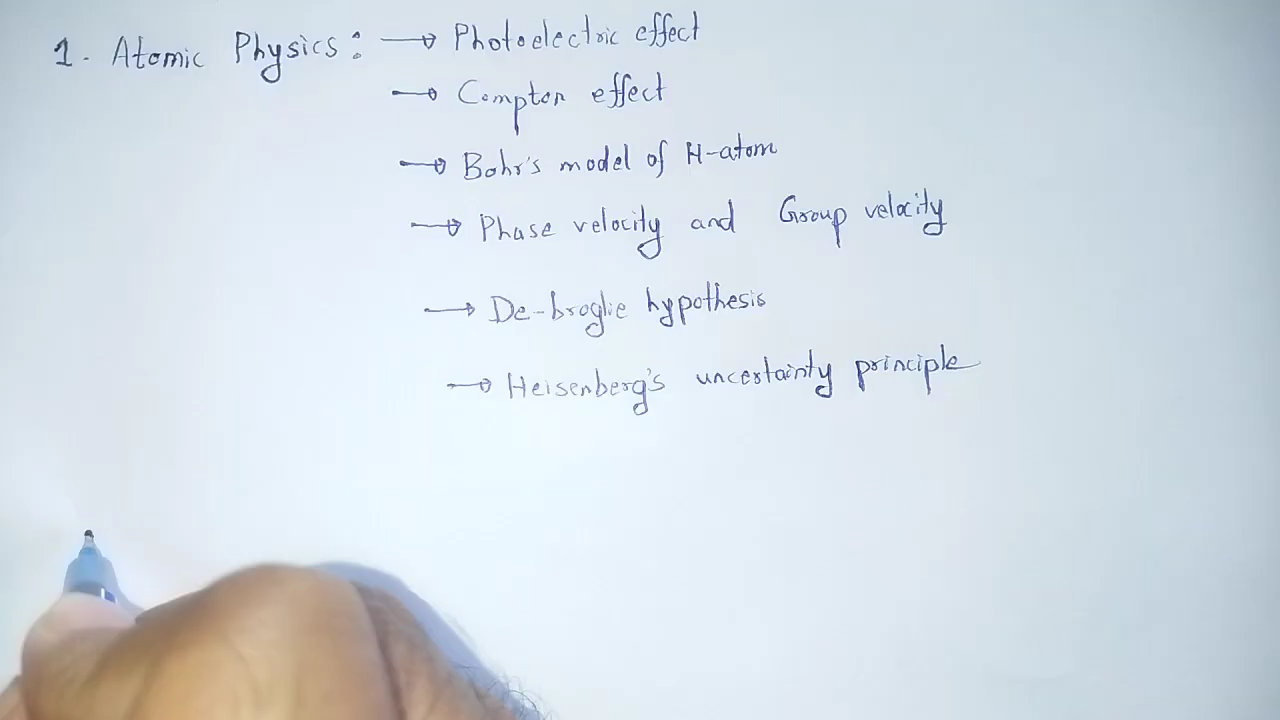 1. Atomic Physics: → Photoelectric effect
→ Compton effect
→ Bohr's model of H-atom
→ Phase velocity and Group velocity
→ De-broglie hypothesis
→ Heisenberg's uncertainty principle